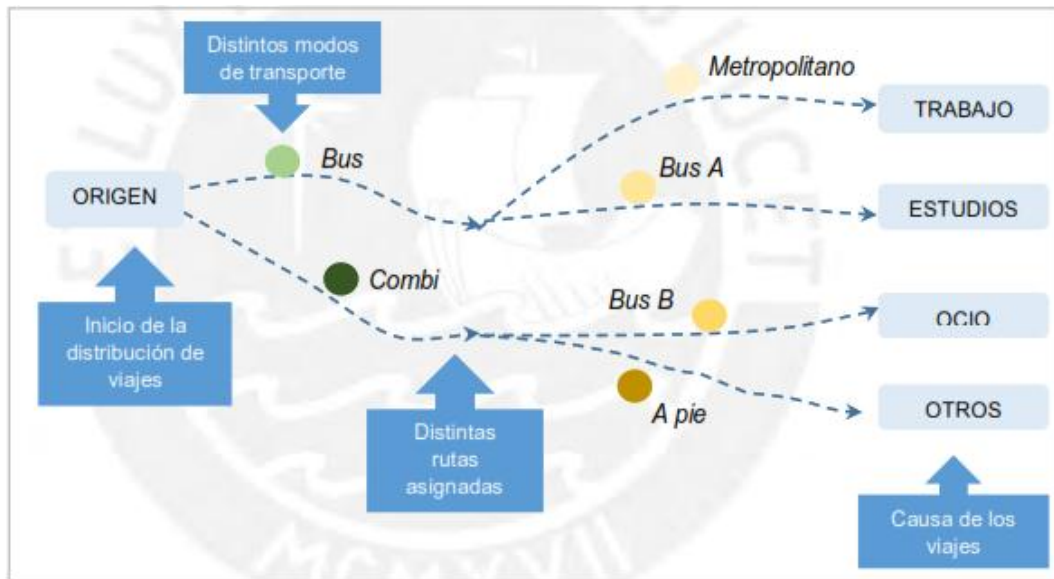 Distintos modos
de transporte
Metropolitano
TRABAJO
Bus
Bus A
ORIGEN
ESTUDIOS
Combi
Bus B
OCIO
Inicio de la
distribución de
viajes
A pie
OTROS
Distintas
rutas
asignadas
Causa de los
viajes
MCMXVII